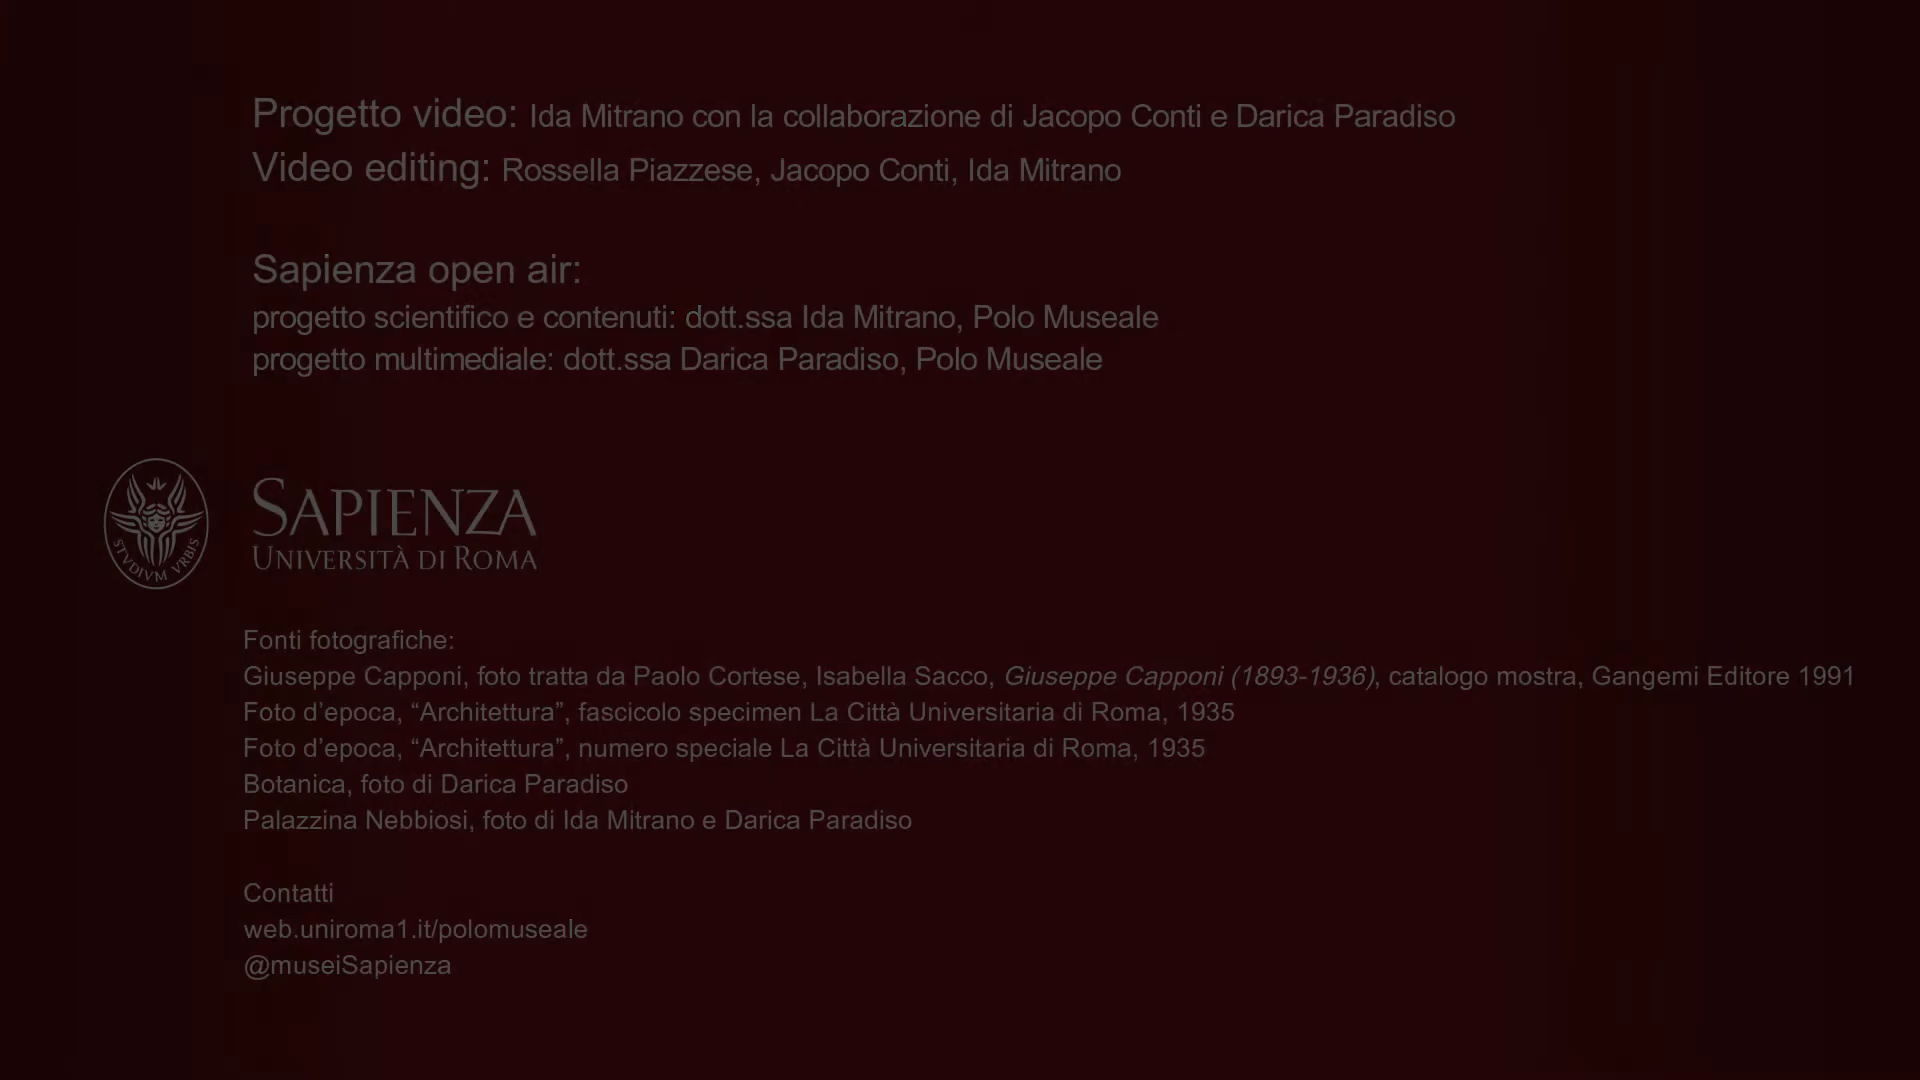 Progetto video: Ida Mitrano con la collaborazione di Jacopo Conti e Darica Paradiso
Video editing: Rossella Piazzese, Jacopo Conti, Ida Mitrano
Sapienza open air:
progetto scientifico e contenuti: dott.ssa Ida Mitrano, Polo Museale
progetto multimediale: dott.ssa Darica Paradiso, Polo Museale
STVDIVM VRBIS
SAPIENZA
UNIVERSITÀ DI ROMA
Fonti fotografiche:
Giuseppe Capponi, foto tratta da Paolo Cortese, Isabella Sacco, Giuseppe Capponi (1893-1936), catalogo mostra, Gangemi Editore 1991
Foto d’epoca, “Architettura”, fascicolo specimen La Città Universitaria di Roma, 1935
Foto d’epoca, “Architettura”, numero speciale La Città Universitaria di Roma, 1935
Botanica, foto di Darica Paradiso
Palazzina Nebbiosi, foto di Ida Mitrano e Darica Paradiso
Contatti
web.uniroma1.it/polomuseale
@museiSapienza